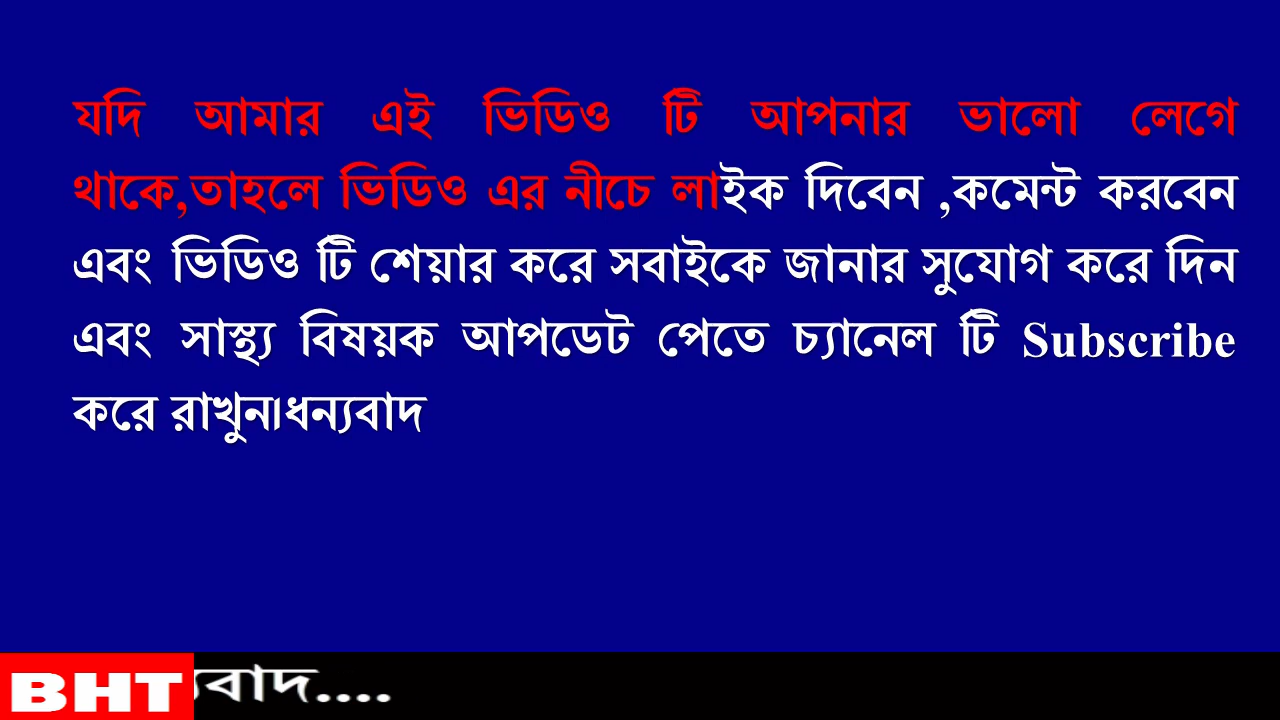 যদি আমার এই ভিডিও টি আপনার ভালো লেগে
থাকে,তাহলে ভিডিও এর নীচে লাইক দিবেন ,কমেন্ট করবেন
এবং ভিডিও টি শেয়ার করে সবাইকে জানার সুযোগ করে দিন
এবং সাস্থ্য বিষয়ক আপডেট পেতে চ্যানেল টি Subscribe
করে রাখুন।ধন্যবাদ
BHT
্যবাদ....